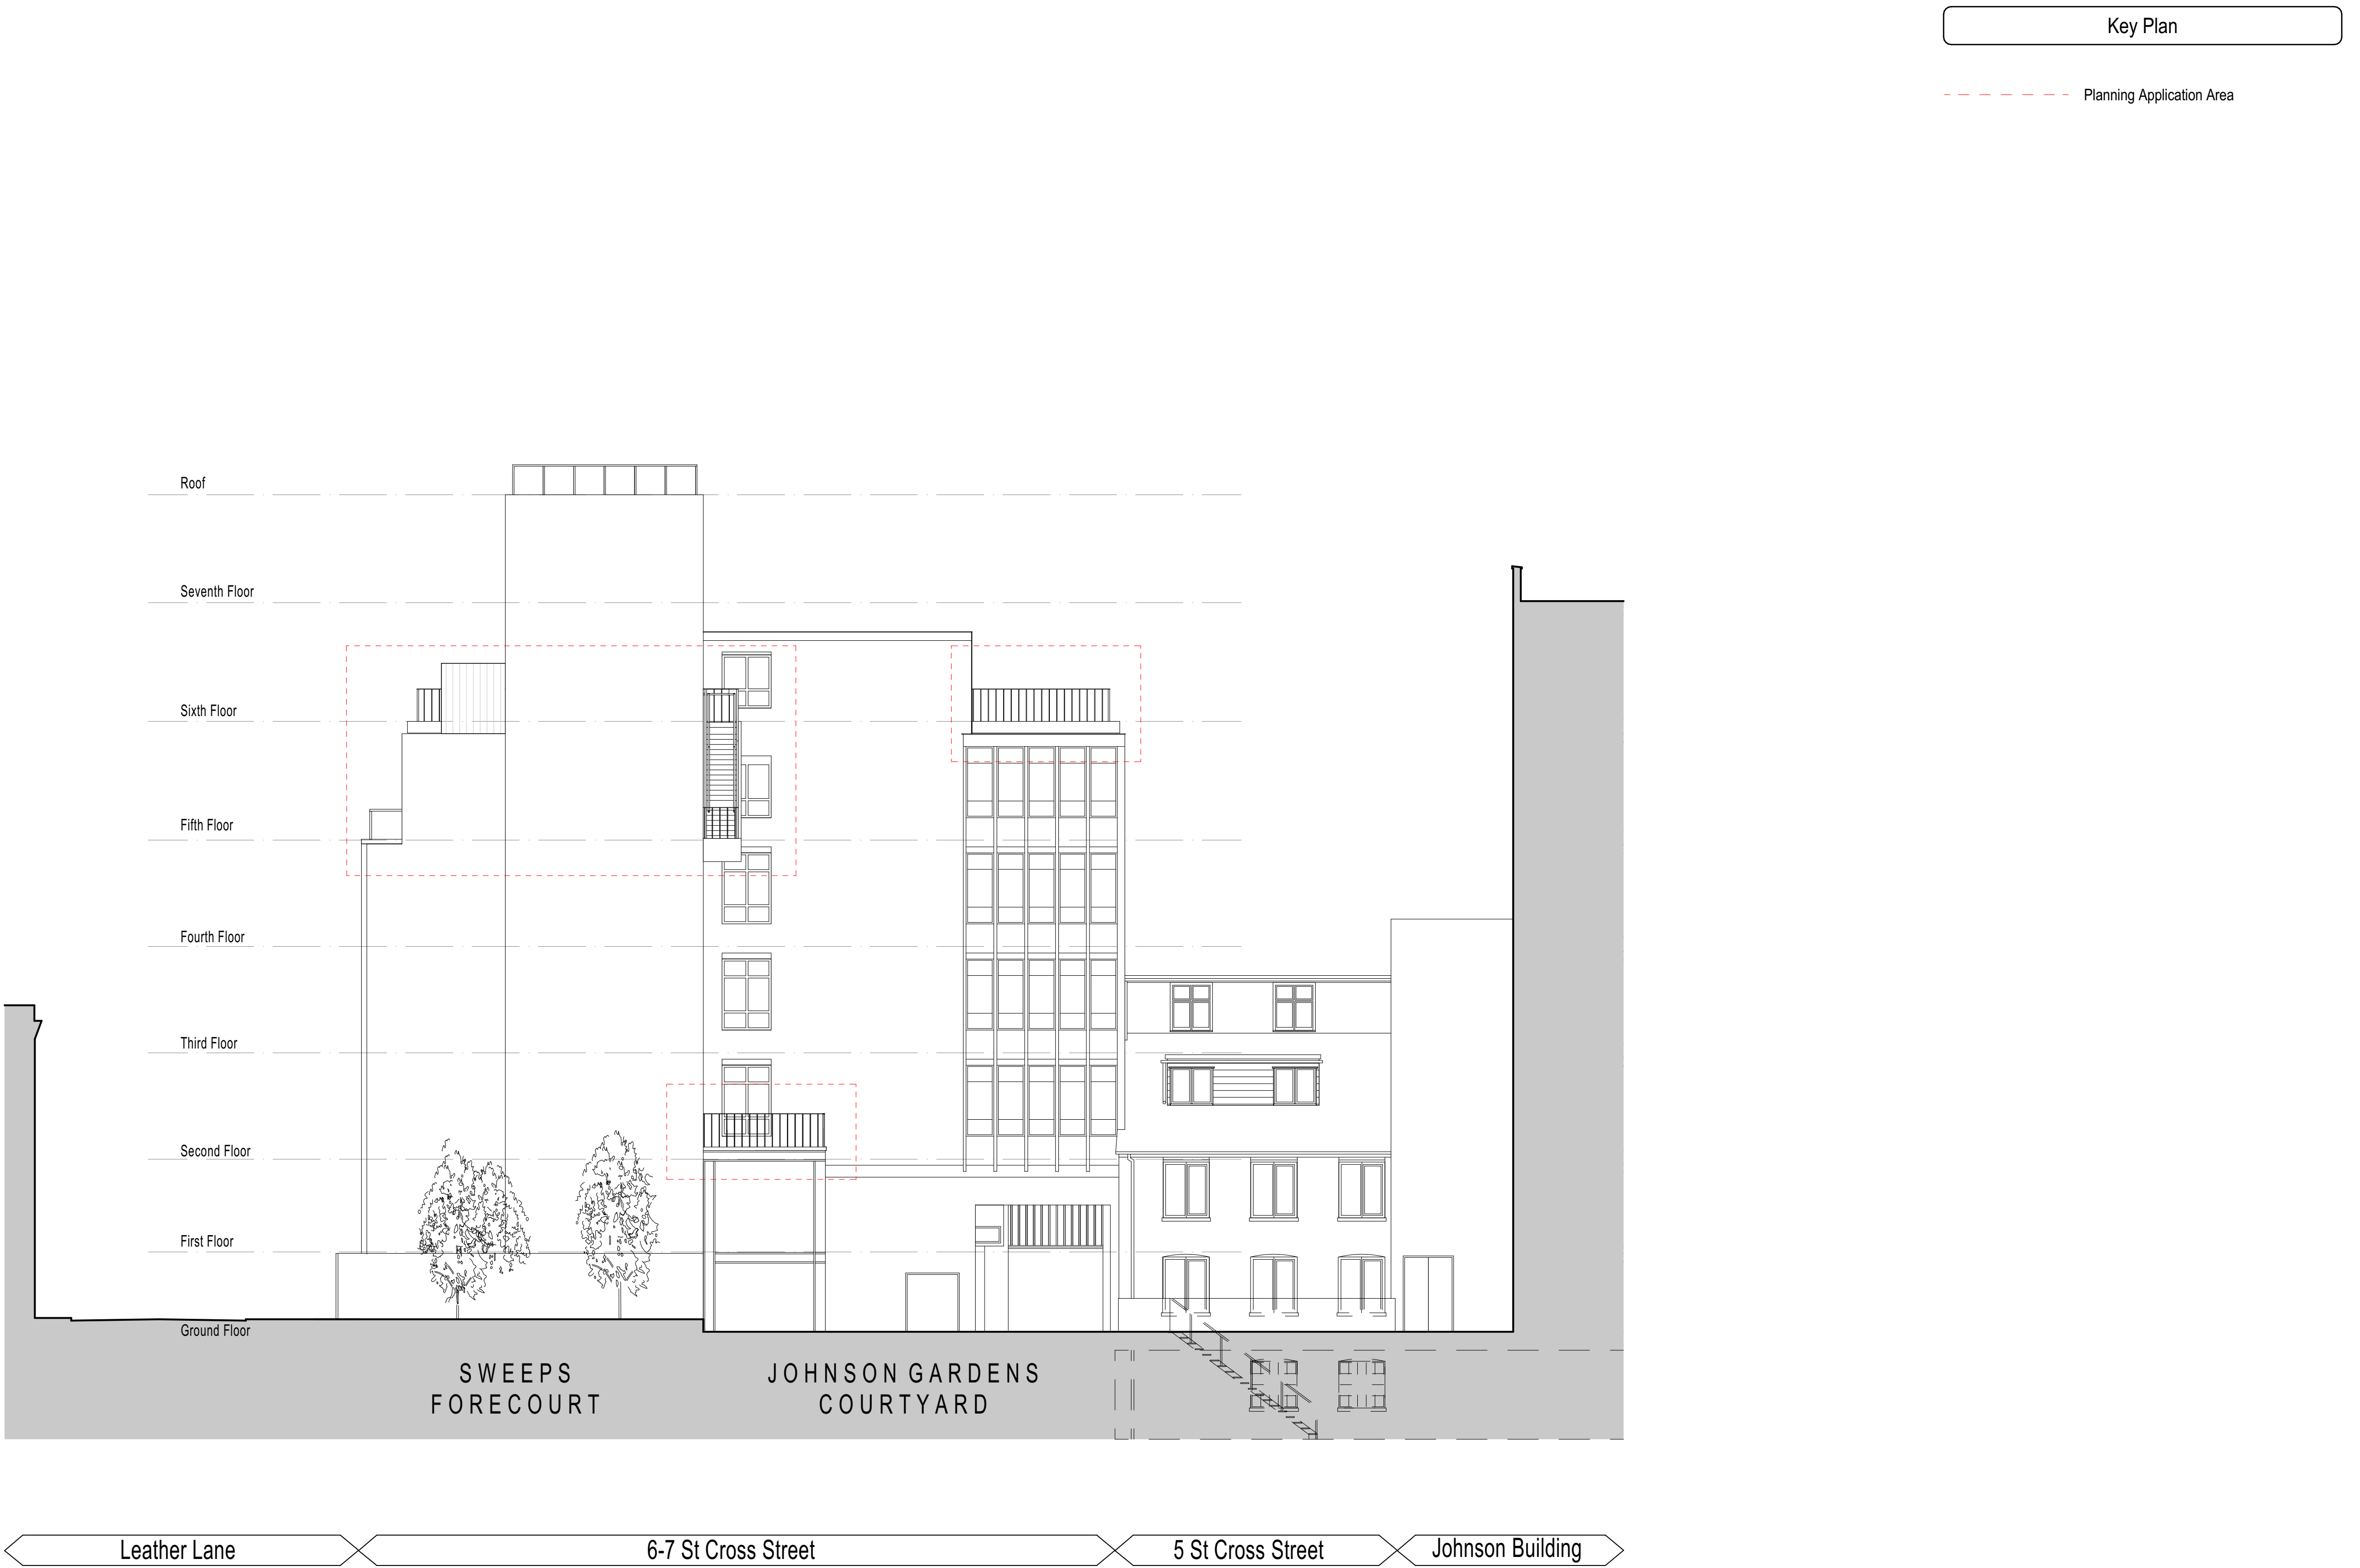 Key Plan
Planning Application Area
Roof
Seventh Floor
Sixth Floor
Fifth Floor
Fourth Floor
Third Floor
Second Floor
First Floor
Ground Floor
SWEEPS
FORECOURT
JOHNSON GARDENS
COURTYARD
Leather Lane
6-7 St Cross Street
5 St Cross Street
Johnson Building